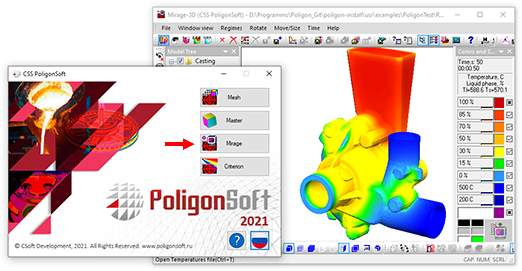 Mirage-3D (CSS PoligonSoft) - D:\Programms\Poligon_Git\poligon-install\usr\examples\PoligonTest\R...
File Window view Regimes Rotate Move/Size Time Help
Model Tree
Casting
Colors and S...
Time,s: 50
00:00:50
Temperature, C
Liquid phase, %
Tl=588.6 Ts=570.1
100 %
85 %
70 %
50 %
30 %
15 %
0 %
500 C
200 C
CSS PoligonSoft
Mesh
Master
Mirage
Criterion
PoligonSoft
2021
© CSoft Development, 2021. All Rights Reserved. www.poligonsoft.ru
Open Temperatures file(Ctrl+T)
CAP NUM SCRL